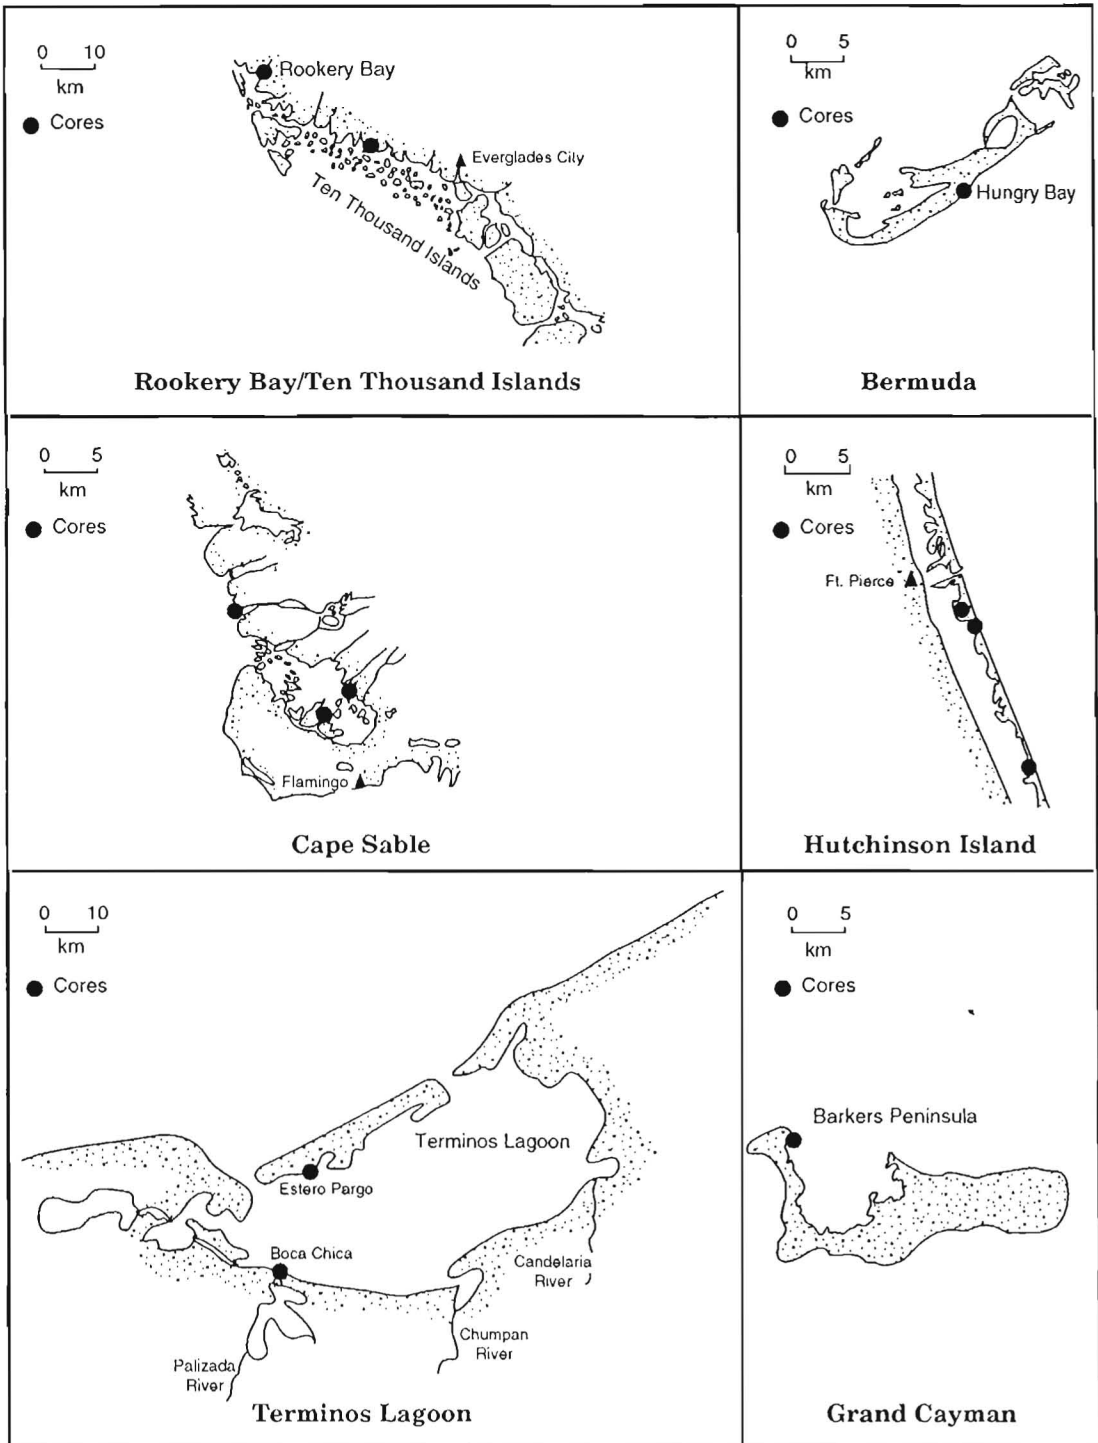 0 10
km
Cores
Rookery Bay
Everglades City
Ten Thousand Islands
Rookery Bay/Ten Thousand Islands
0 5
km
Cores
Hungry Bay
Bermuda
0 5
km
Cores
Flamingo
Cape Sable
0 5
km
Cores
Ft. Pierce
Hutchinson Island
0 10
km
Cores
Terminos Lagoon
Estero Pargo
Boca Chica
Candelaria
River
Chumpan
River
Palizada
River
Terminos Lagoon
0 5
km
Cores
Barkers Peninsula
Grand Cayman